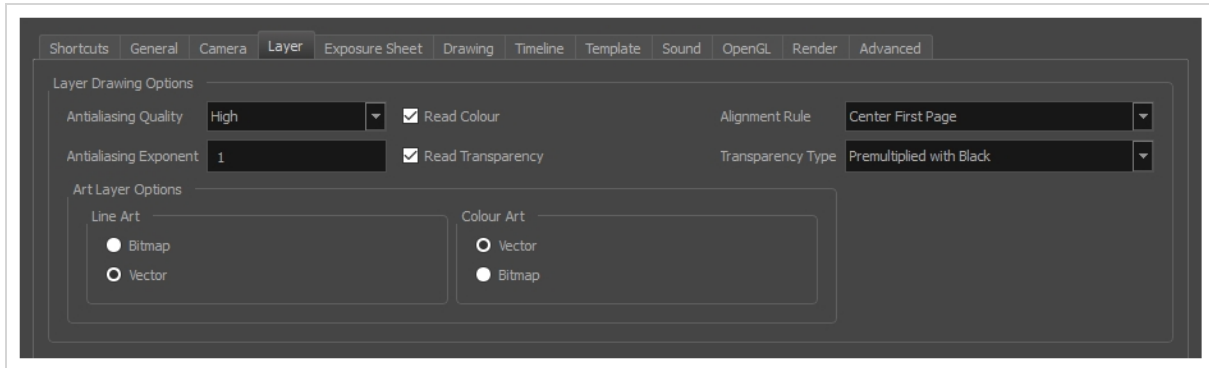 Shortcuts General Camera Layer Exposure Sheet Drawing Timeline Template Sound OpenGL Render Advanced
Layer Drawing Options
Antialiasing Quality High Read Colour Alignment Rule Center First Page
Antialiasing Exponent 1 Read Transparency Transparency Type Premultiplied with Black
Art Layer Options
Line Art Colour Art
Bitmap Vector
Vector Bitmap